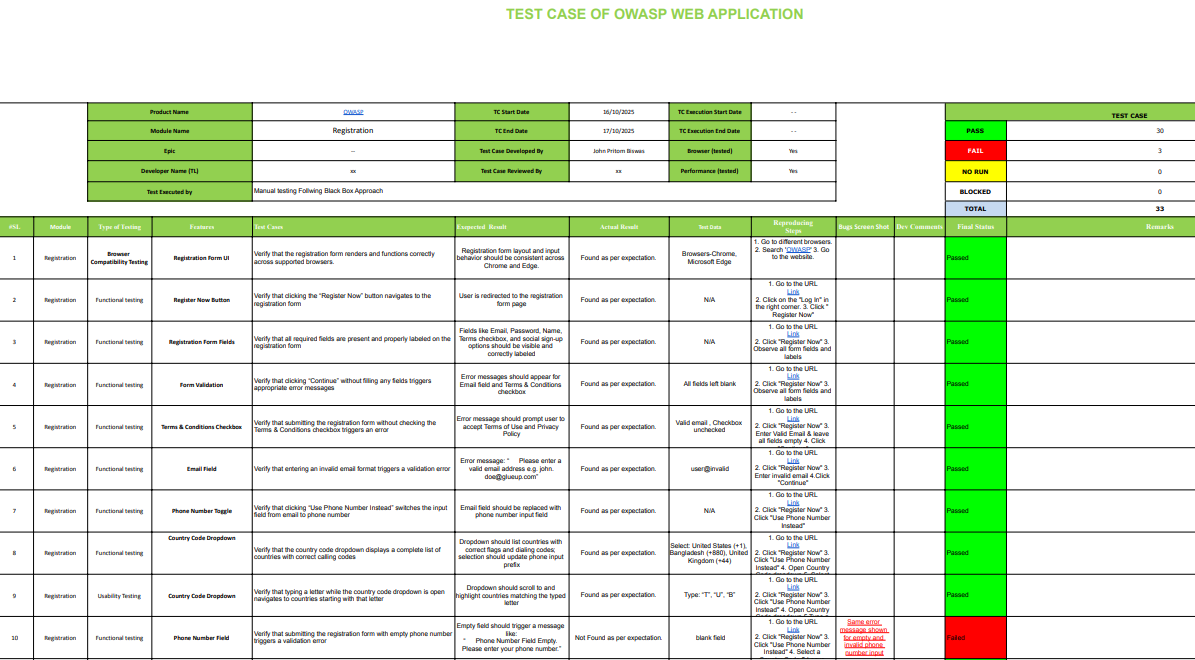 TEST CASE OF OWASP WEB APPLICATION
Product Name OWASP TC Start Date 16/10/2025 TC Execution Start Date - - TEST CASE
Module Name Registration TC End Date 17/10/2025 TC Execution End Date - - PASS 30
Epic -- Test Case Developed By John Pritom Biswas Browser (tested) Yes FAIL 3
Developer Name (TL) xx Test Case Reviewed By xx Performance (tested) Yes NO RUN 0
Test Executed by Manual testing Follwing Black Box Approach BLOCKED 0
TOTAL 33
#SL Module Type of Testing Features Test Cases Expected Result Actual Result Test Data Reproducing Steps Bugs Screen Shot Dev Comments Final Status Remarks
1 Registration
Browser
Compatibility Testing
Registration Form UI
Verify that the registration form renders and functions correctly
across supported browsers.
Registration form layout and input
behavior should be consistent across
Chrome and Edge.
Found as per expectation.
Browsers-Chrome,
Microsoft Edge
1. Go to different browsers.
2. Search 'OWASP' 3. Go
to the website.
Passed
2 Registration Functional testing Register Now Button
Verify that clicking the "Register Now" button navigates to the
registration form
User is redirected to the registration
form page
Found as per expectation.
N/A
1. Go to the URL
Link
2. Click on the "Log In" in
the right corner. 3. Click "
Register Now"
Passed
3 Registration Functional testing Registration Form Fields
Verify that all required fields are present and properly labeled on the
registration form
Fields like Email, Password, Name,
Terms checkbox, and social sign-up
options should be visible and
correctly labeled
Found as per expectation.
N/A
1. Go to the URL
Link
2. Click "Register Now" 3.
Observe all form fields and
labels
Passed
4 Registration Functional testing Form Validation
Verify that clicking "Continue" without filling any fields triggers
appropriate error messages
Error messages should appear for
Email field and Terms & Conditions
checkbox
Found as per expectation.
All fields left blank
1. Go to the URL
Link
2. Click "Register Now" 3.
Observe all form fields and
labels
Passed
5 Registration Functional testing Terms & Conditions Checkbox
Verify that submitting the registration form without checking the
Terms & Conditions checkbox triggers an error
Error message should prompt user to
accept Terms of Use and Privacy
Policy
Found as per expectation.
Valid email , Checkbox
unchecked
1. Go to the URL
Link
2. Click "Register Now" 3.
Enter Valid Email & leave
all fields empty 4. Click
Passed
6 Registration Functional testing Email Field
Verify that entering an invalid email format triggers a validation error
Error message: " Please enter a
valid email address e.g. john.
doe@glueup.com"
Found as per expectation.
user@invalid
1. Go to the URL
Link
2. Click "Register Now" 3.
Enter invalid email 4.Click
"Continue"
Passed
7 Registration Functional testing Phone Number Toggle
Verify that clicking "Use Phone Number Instead" switches the input
field from email to phone number
Email field should be replaced with
phone number input field
Found as per expectation.
N/A
1. Go to the URL
Link
2. Click "Register Now" 3.
Click "Use Phone Number
Instead"
Passed
8 Registration Functional testing Country Code Dropdown
Verify that the country code dropdown displays a complete list of
countries with correct calling codes
Dropdown should list countries with
correct flags and dialing codes;
selection should update phone input
prefix
Found as per expectation.
Select: United States (+1),
Bangladesh (+880), United
Kingdom (+44)
1. Go to the URL
Link
2. Click "Register Now" 3.
Click "Use Phone Number
Instead" 4. Open Country
Passed
9 Registration Usability Testing Country Code Dropdown
Verify that typing a letter while the country code dropdown is open
navigates to countries starting with that letter
Dropdown should scroll to and
highlight countries matching the typed
letter
Found as per expectation.
Type: "T", "U", "B"
1. Go to the URL
Link
2. Click "Register Now" 3.
Click "Use Phone Number
Instead" 4. Open Country
Passed
10 Registration Functional testing Phone Number Field
Verify that submitting the registration form with empty phone number
triggers a validation error
Empty field should trigger a message
like:
" Phone Number Field Empty.
Please enter your phone number."
Not Found as per expectation.
blank field
1. Go to the URL
Link
2. Click "Register Now" 3.
Click "Use Phone Number
Instead" 4. Select a
Same error
message shown
for empty and
invalid phone
number input
Failed